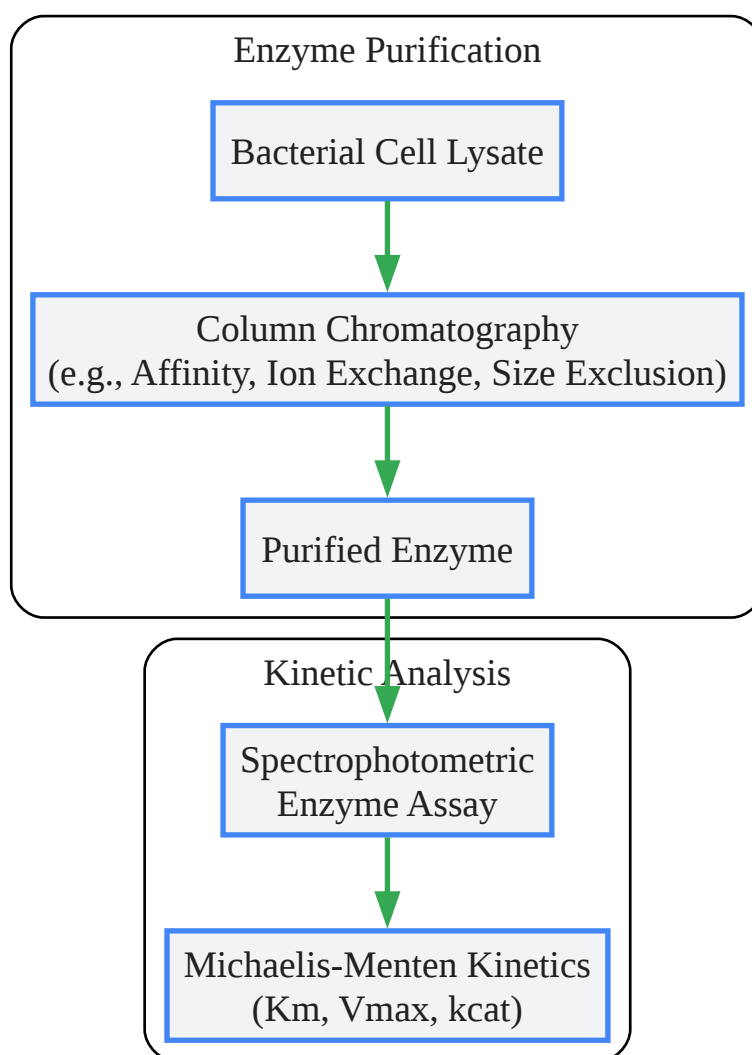 Enzyme Purification
Bacterial Cell Lysate
Column Chromatography
(e.g., Affinity, Ion Exchange, Size Exclusion)
Purified Enzyme
Kinetic Analysis
Spectrophotometric
Enzyme Assay
Michaelis-Menten Kinetics
(Km, Vmax, kcat)